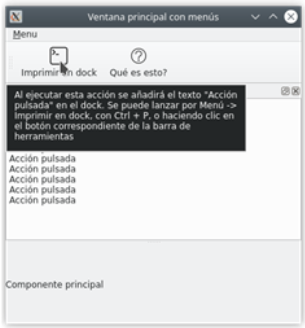 Ventana principal con menús
Menu
Imprimir en dock
Qué es esto?
Al ejecutar esta acción se añadirá el texto "Acción
pulsada" en el dock. Se puede lanzar por Menú ->
Imprimir en dock, con Ctrl + P, o haciendo clic en
el botón correspondiente de la barra de
herramientas
Acción pulsada
Acción pulsada
Acción pulsada
Acción pulsada
Acción pulsada
Componente principal